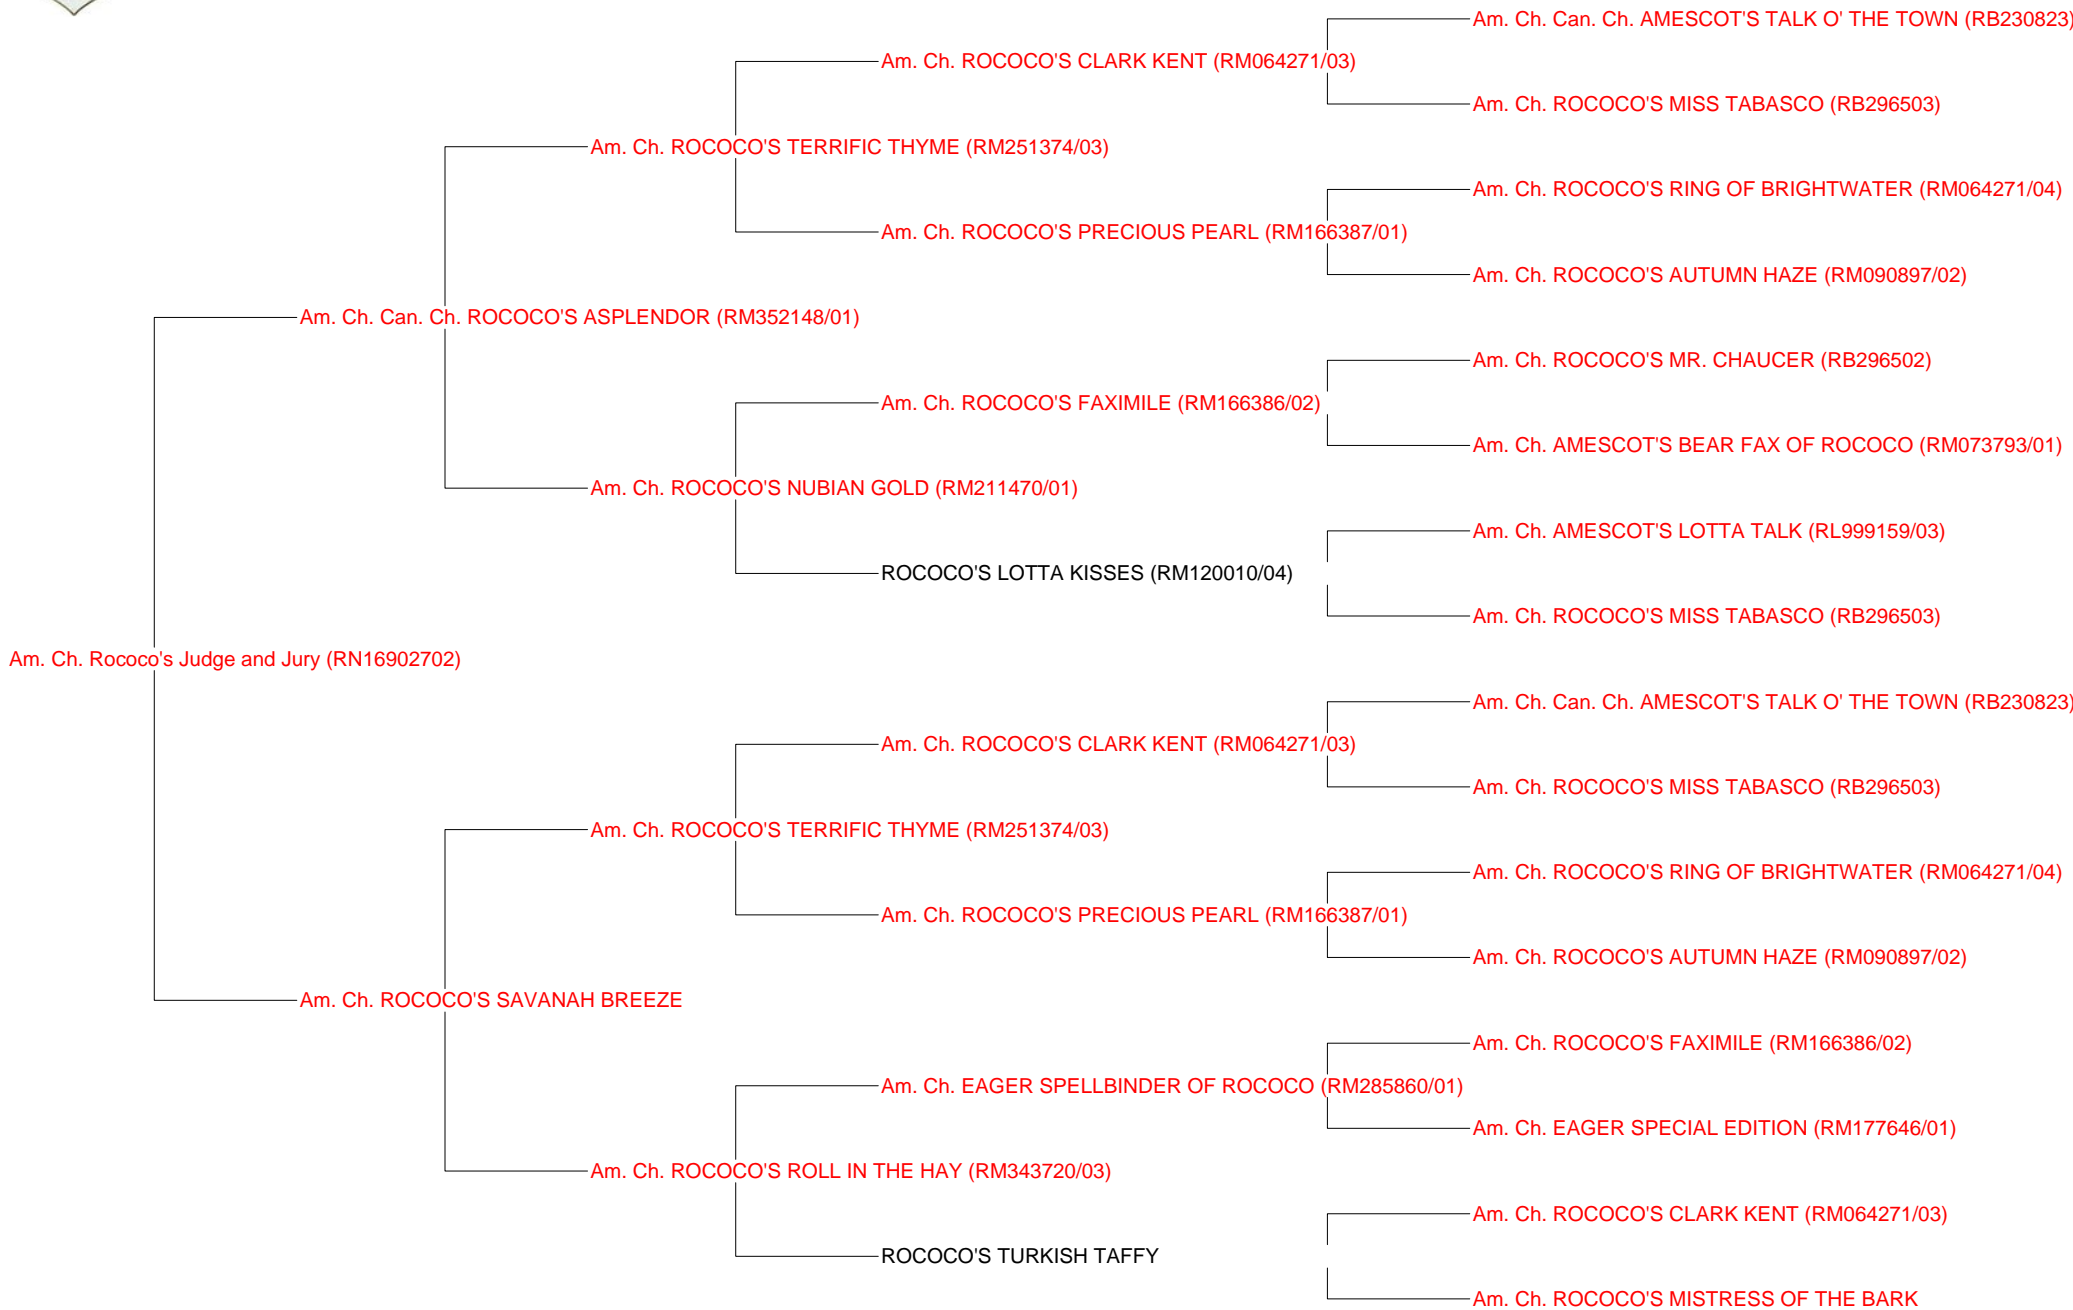 Am. Ch. Can. Ch. AMESCOT'S TALK O' THE TOWN (RB230823)
Am. Ch. ROCOCO'S CLARK KENT (RM064271/03)
Am. Ch. ROCOCO'S MISS TABASCO (RB296503)
Am. Ch. ROCOCO'S TERRIFIC THYME (RM251374/03)
Am. Ch. ROCOCO'S RING OF BRIGHTWATER (RM064271/04)
Am. Ch. ROCOCO'S PRECIOUS PEARL (RM166387/01)
Am. Ch. ROCOCO'S AUTUMN HAZE (RM090897/02)
Am. Ch. Can. Ch. ROCOCO'S ASPLENDOR (RM352148/01)
Am. Ch. ROCOCO'S MR. CHAUCER (RB296502)
Am. Ch. ROCOCO'S FAXIMILE (RM166386/02)
Am. Ch. AMESCOT'S BEAR FAX OF ROCOCO (RM073793/01)
Am. Ch. ROCOCO'S NUBIAN GOLD (RM211470/01)
Am. Ch. AMESCOT'S LOTTA TALK (RL999159/03)
ROCOCO'S LOTTA KISSES (RM120010/04)
Am. Ch. ROCOCO'S MISS TABASCO (RB296503)
Am. Ch. Rococo's Judge and Jury (RN16902702)
Am. Ch. Can. Ch. AMESCOT'S TALK O' THE TOWN (RB230823)
Am. Ch. ROCOCO'S CLARK KENT (RM064271/03)
Am. Ch. ROCOCO'S MISS TABASCO (RB296503)
Am. Ch. ROCOCO'S TERRIFIC THYME (RM251374/03)
Am. Ch. ROCOCO'S RING OF BRIGHTWATER (RM064271/04)
Am. Ch. ROCOCO'S PRECIOUS PEARL (RM166387/01)
Am. Ch. ROCOCO'S AUTUMN HAZE (RM090897/02)
Am. Ch. ROCOCO'S SAVANAH BREEZE
Am. Ch. ROCOCO'S FAXIMILE (RM166386/02)
Am. Ch. EAGER SPELLBINDER OF ROCOCO (RM285860/01)
Am. Ch. EAGER SPECIAL EDITION (RM177646/01)
Am. Ch. ROCOCO'S ROLL IN THE HAY (RM343720/03)
Am. Ch. ROCOCO'S CLARK KENT (RM064271/03)
ROCOCO'S TURKISH TAFFY
Am. Ch. ROCOCO'S MISTRESS OF THE BARK